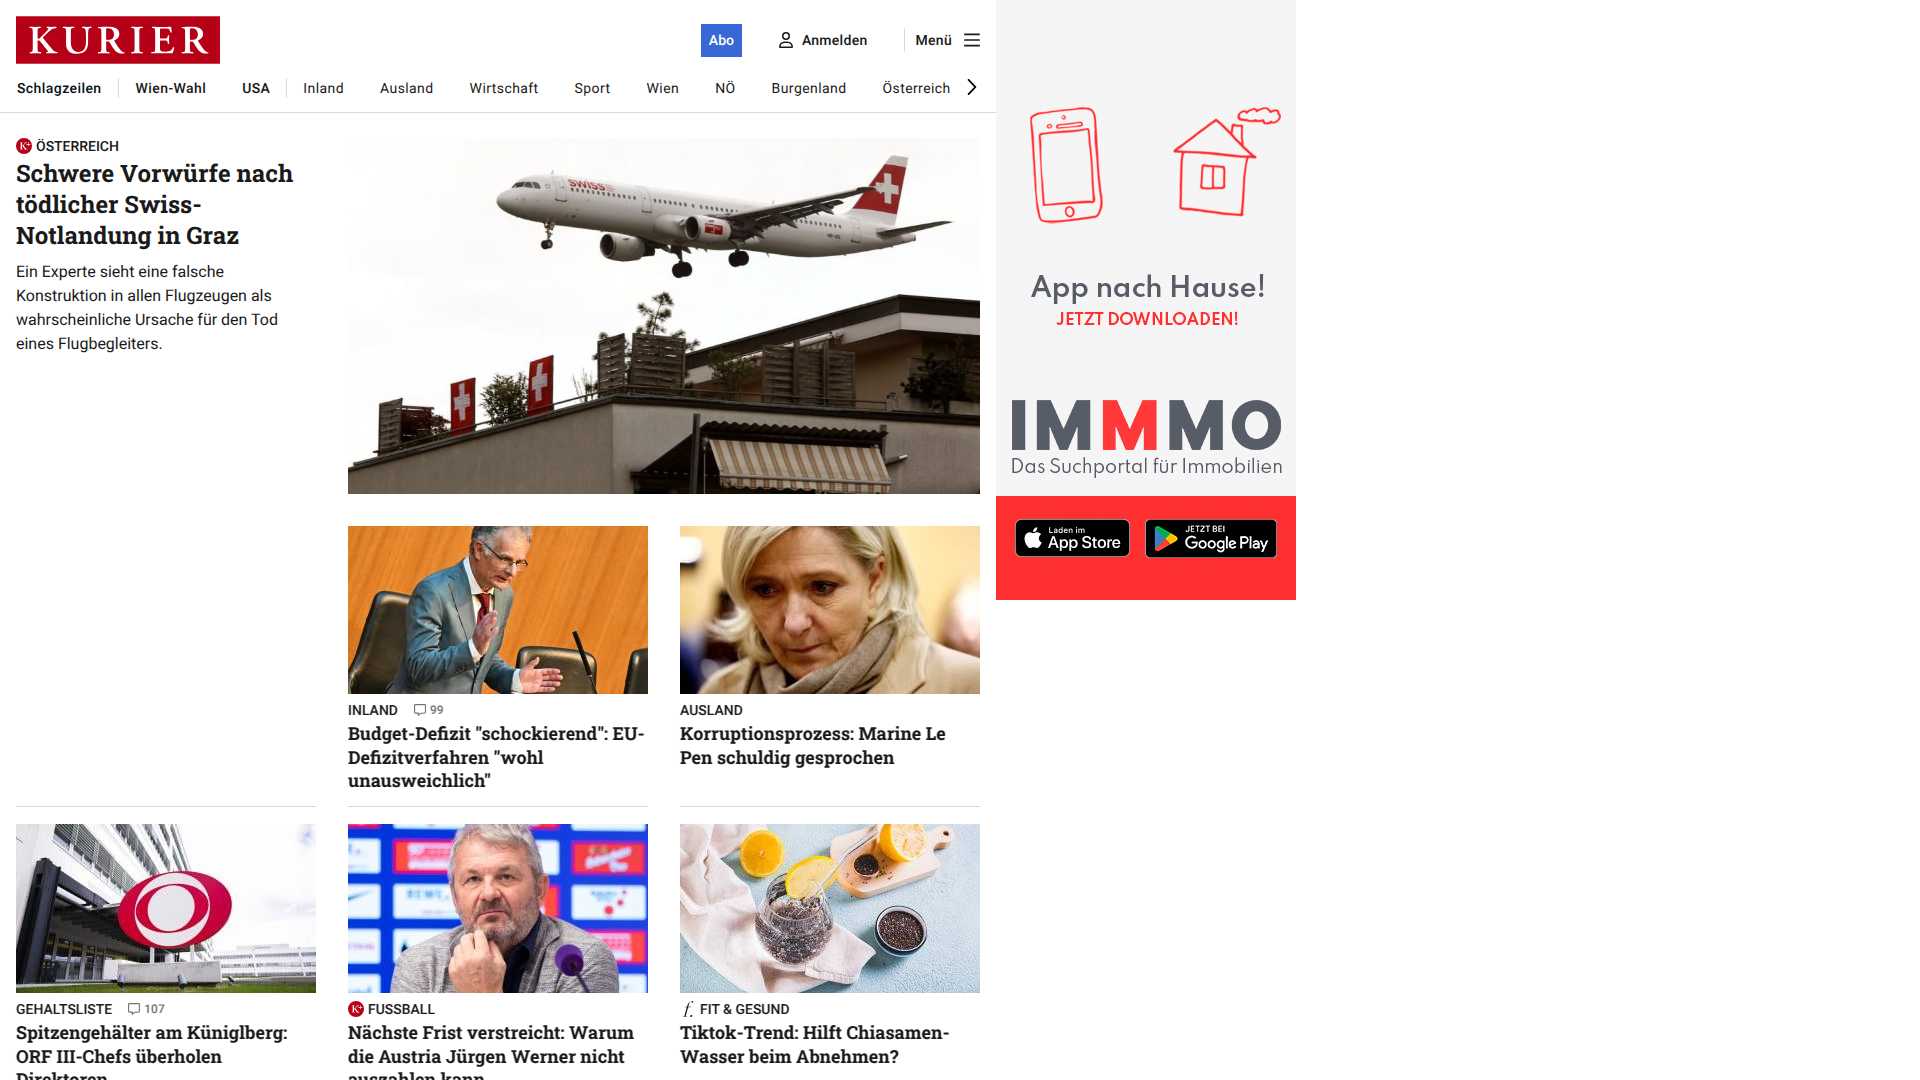 KURIER
Abo
Anmelden
Menü
Schlagzeilen
Wien-Wahl
USA
Inland
Ausland
Wirtschaft
Sport
Wien
NÖ
Burgenland
Österreich
K+ ÖSTERREICH
Schwere Vorwürfe nach
tödlicher Swiss-
Notlandung in Graz
Ein Experte sieht eine falsche
Konstruktion in allen Flugzeugen als
wahrscheinliche Ursache für den Tod
eines Flugbegleiters.
SWISS
App nach Hause!
JETZT DOWNLOADEN!
IMMMO
Das Suchportal für Immobilien
Laden im
App Store
JETZT BEI
Google Play
INLAND 99
Budget-Defizit "schockierend": EU-
Defizitverfahren "wohl
unausweichlich"
AUSLAND
Korruptionsprozess: Marine Le
Pen schuldig gesprochen
GEHALTSLISTE 107
Spitzengehälter am Küniglberg:
ORF III-Chefs überholen
Direktoren
K+ FUSSBALL
Nächste Frist verstreicht: Warum
die Austria Jürgen Werner nicht
auszahlen kann
f. FIT & GESUND
Tiktok-Trend: Hilft Chiasamen-
Wasser beim Abnehmen?